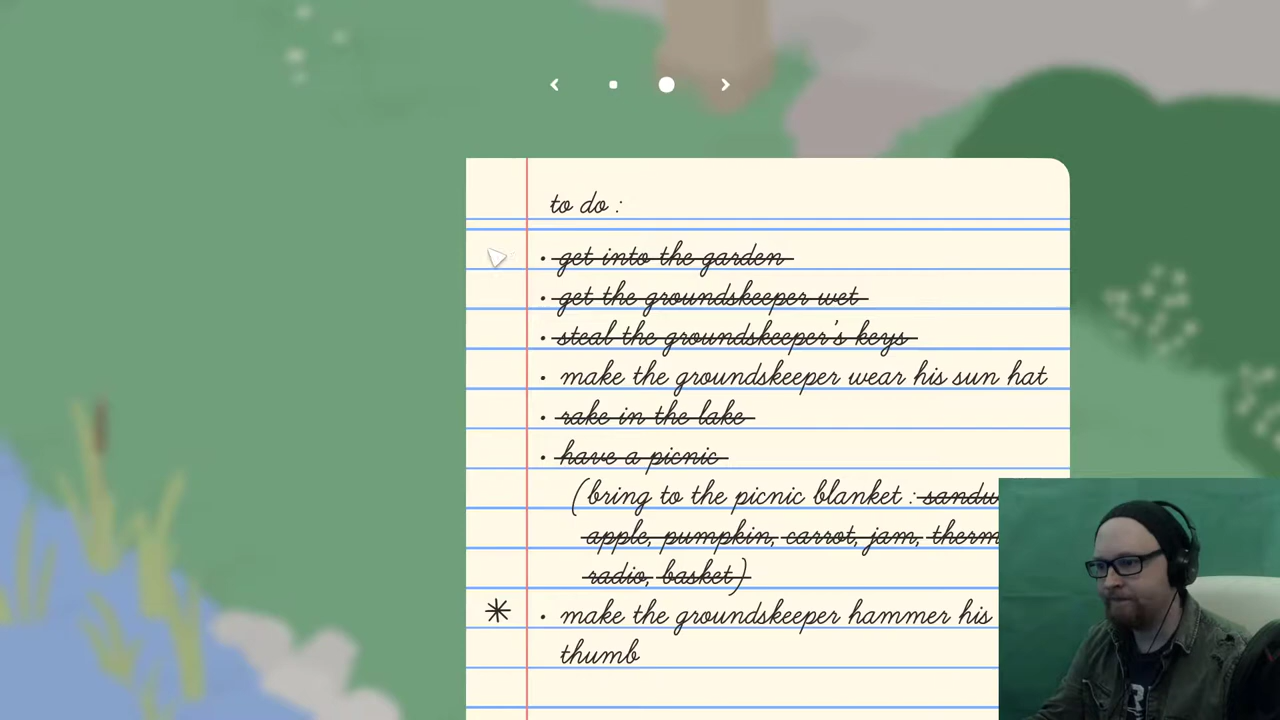 to do :
• get into the garden
• get the groundskeeper wet
• steal the groundskeeper's keys
• make the groundskeeper wear his sun hat
• rake in the lake
• have a picnic
(bring to the picnic blanket :
apple, pumpkin, carrot, jam,
radio, basket)
• make the groundskeeper hammer his
thumb